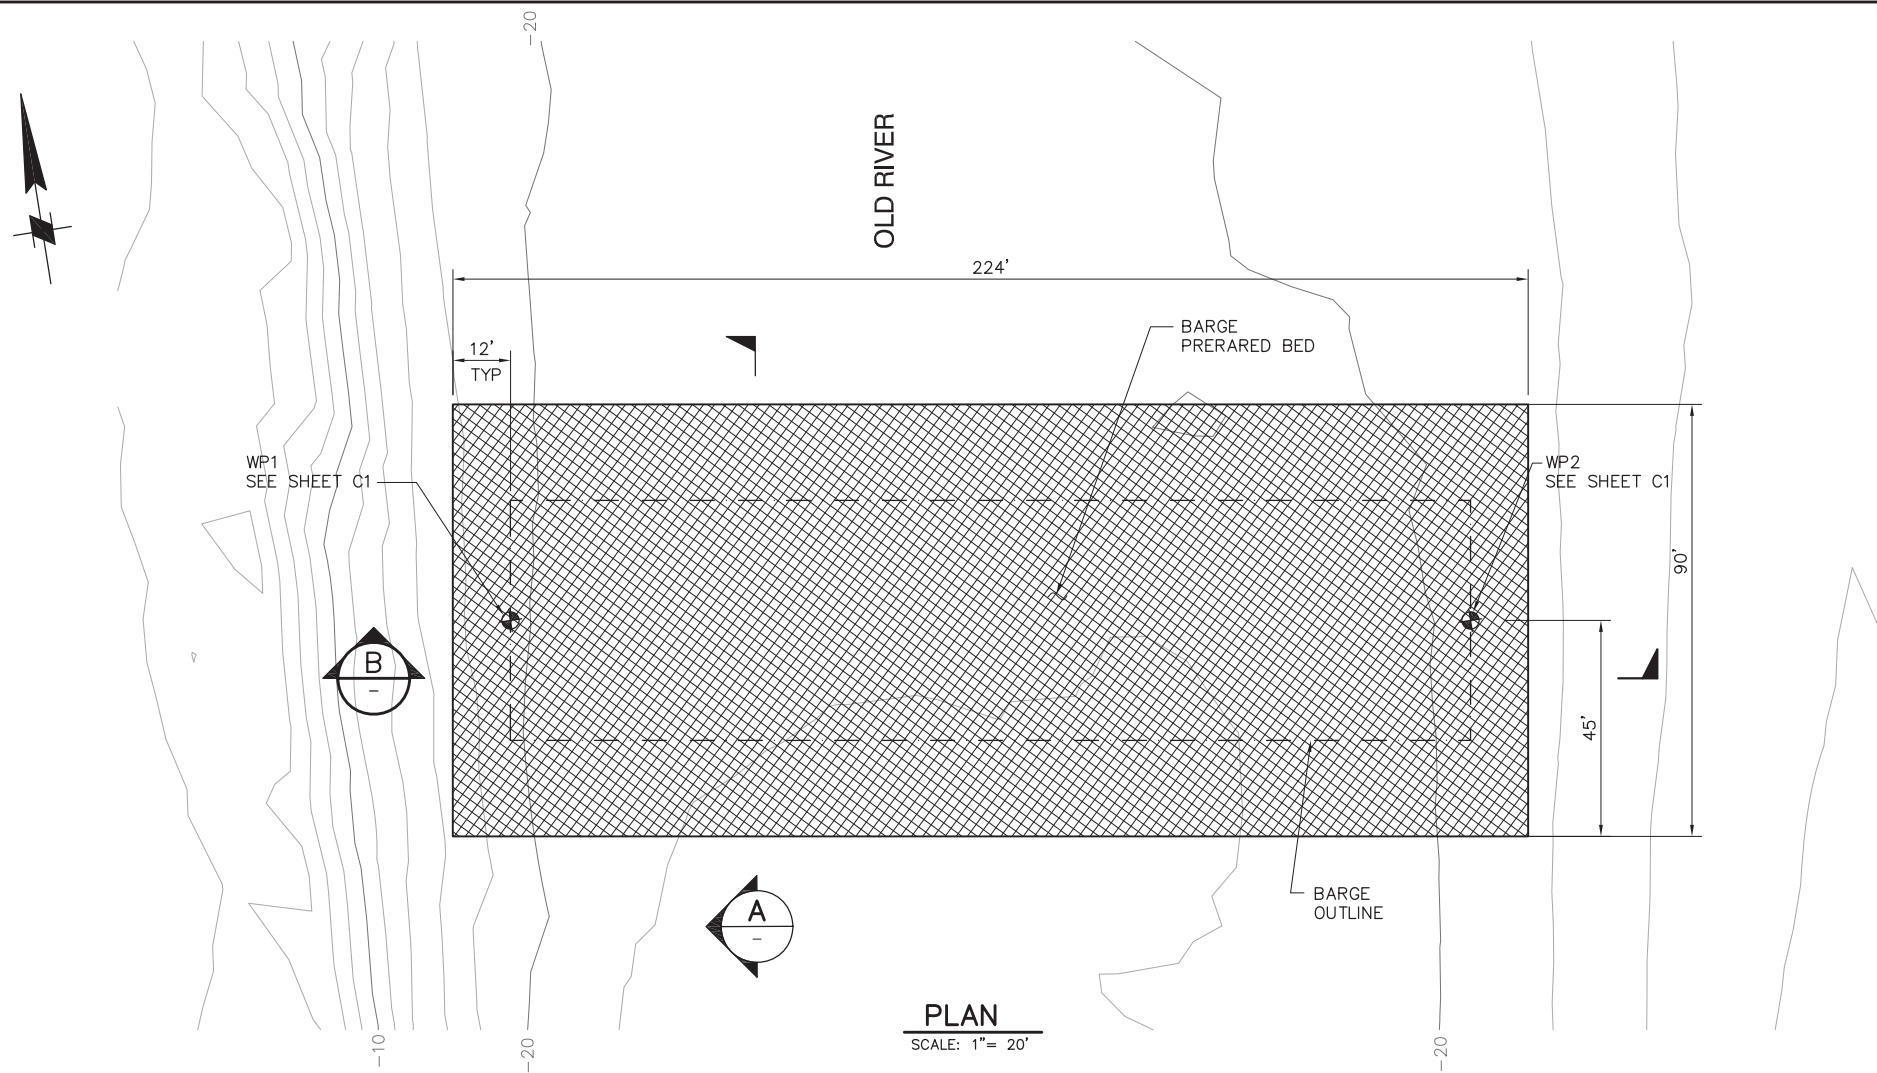 -20
OLD RIVER
224'
BARGE
PRERARED BED
12'
TYP
WP1
SEE SHEET C1
WP2
SEE SHEET C1
90'
45'
B
-
A
-
BARGE
OUTLINE
PLAN
SCALE: 1"= 20'
-10
-20
-20